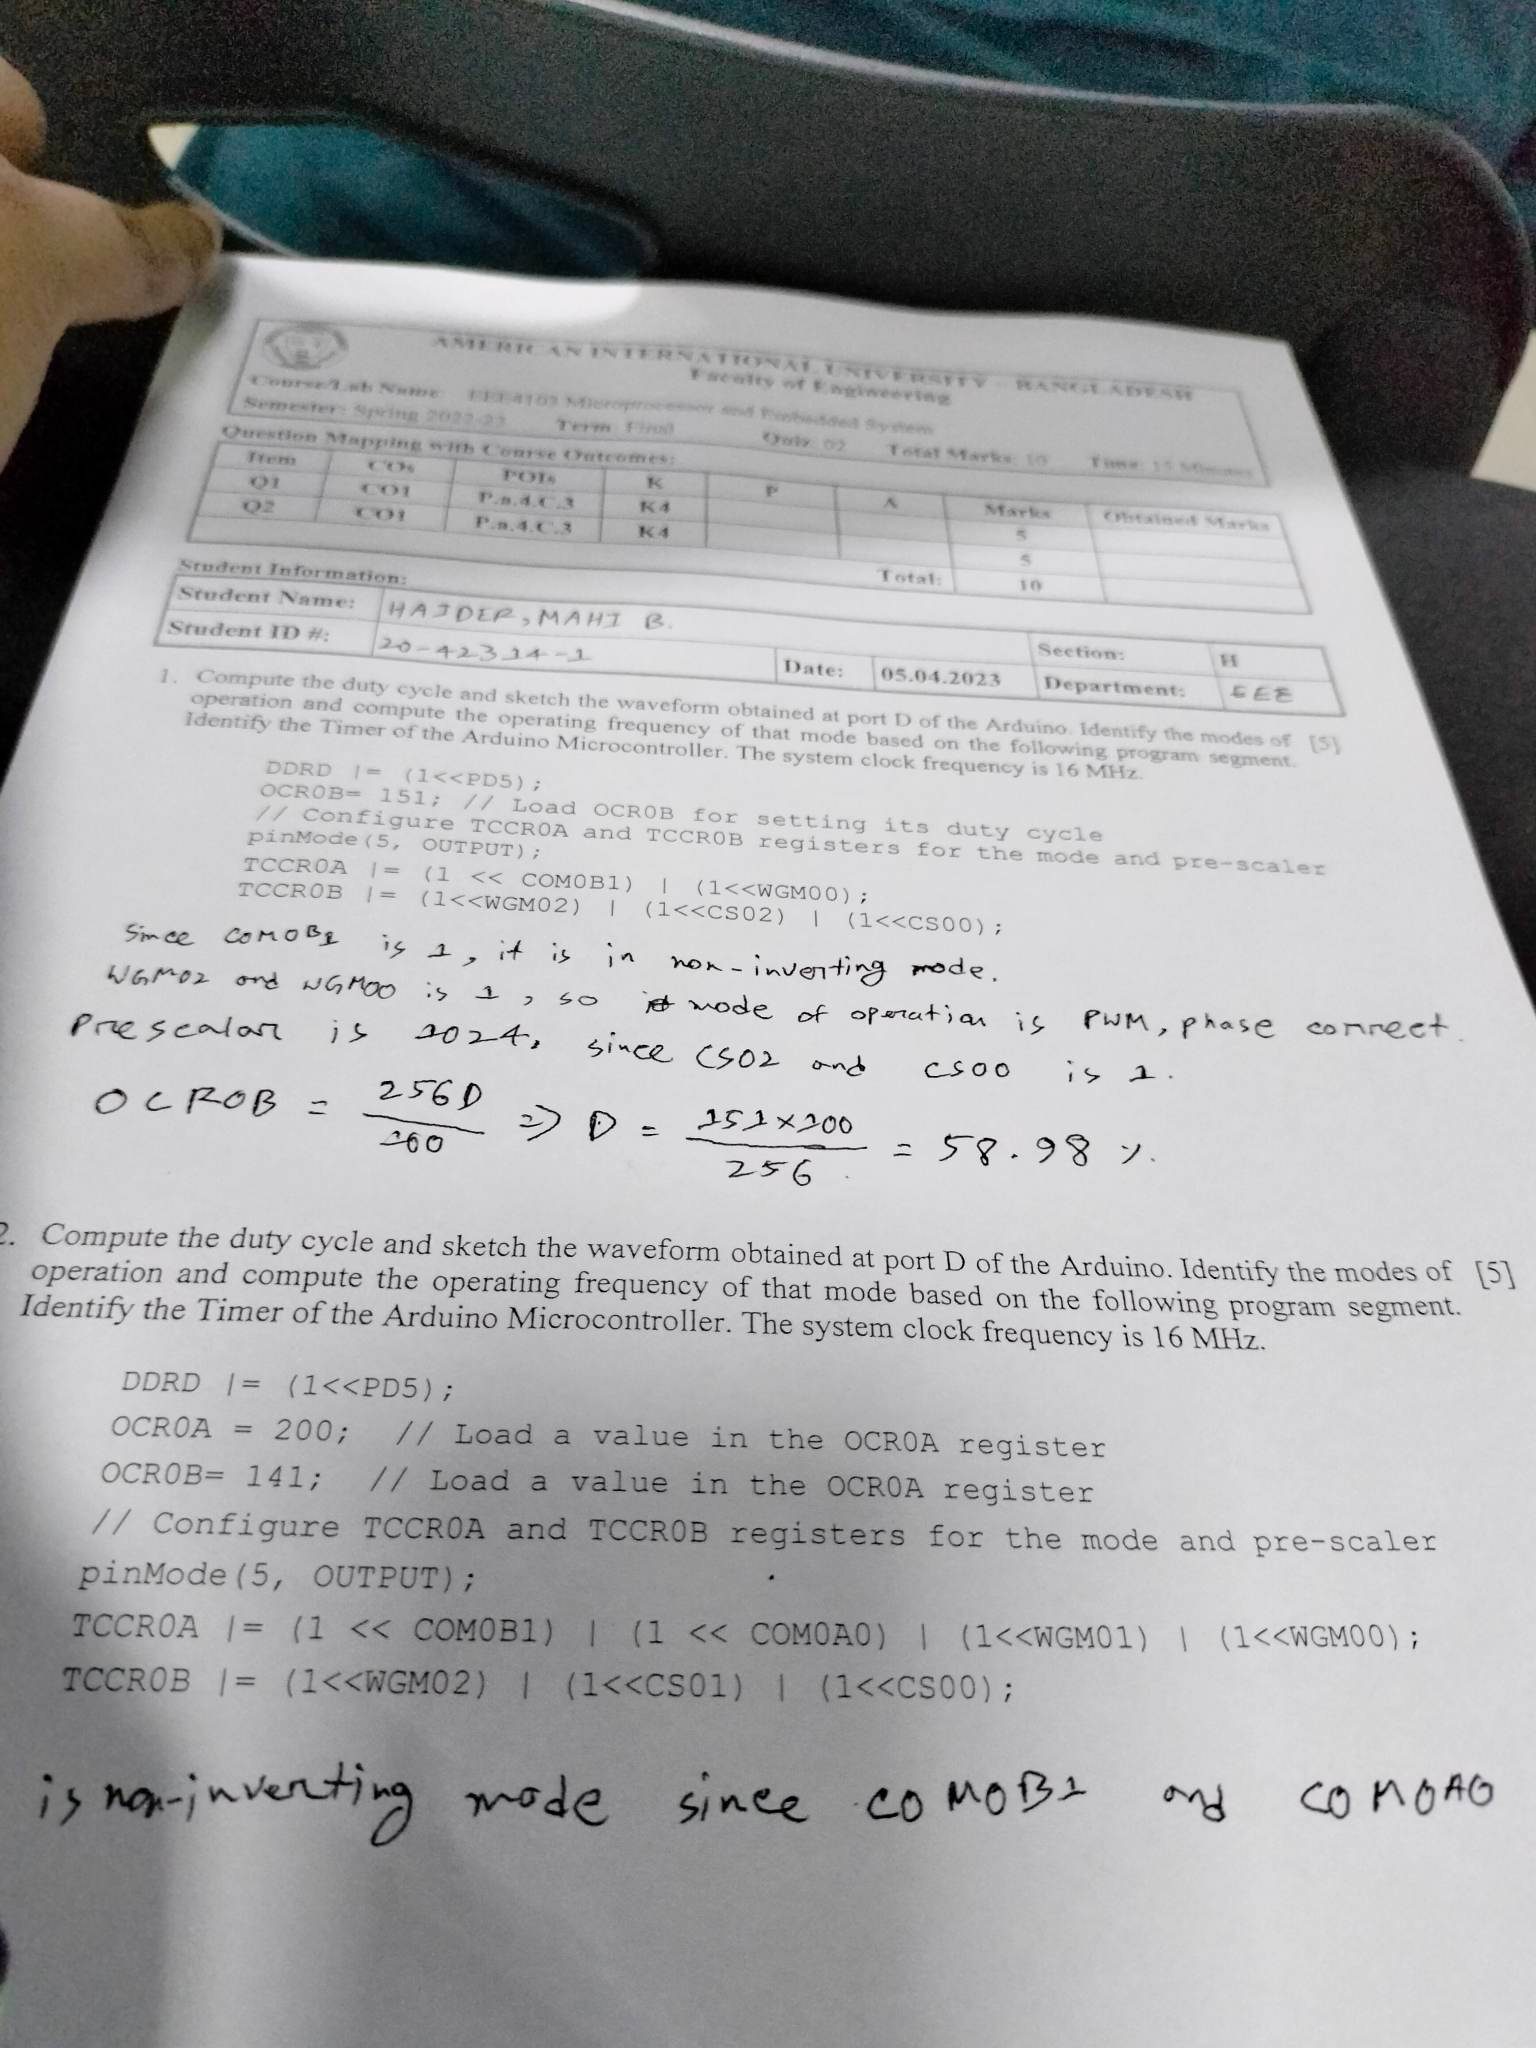 AMERICAN INTERNATIONAL UNIVERSITY – BANGLADESH
Faculty of Engineering
Course/Lab Name: EEE4103 Microprocessor and Embedded System
Semester: Spring 2022-23 Term: Final Quiz: 02 Total Marks: 10 Time: 15 Minutes
Question Mapping with Course Outcomes:
Item COs POIs K P A Marks Obtained Marks
Q1 CO1 P.a.4.C.3 K4 5
Q2 CO1 P.a.4.C.3 K4 5
Total: 10
Student Information:
Student Name: HAIDER, MAHI B. Section: H
Student ID #: 20-42314-1 Date: 05.04.2023 Department: EEE
1. Compute the duty cycle and sketch the waveform obtained at port D of the Arduino. Identify the modes of [5]
operation and compute the operating frequency of that mode based on the following program segment.
Identify the Timer of the Arduino Microcontroller. The system clock frequency is 16 MHz.
DDRD |= (1<<PD5);
OCR0B= 151; // Load OCR0B for setting its duty cycle
// Configure TCCR0A and TCCR0B registers for the mode and pre-scaler
pinMode(5, OUTPUT);
TCCR0A |= (1 << COM0B1) | (1<<WGM00);
TCCR0B |= (1<<WGM02) | (1<<CS02) | (1<<CS00);
Since COM0B1 is 1, it is in non-inverting mode.
WGM02 and WGM00 is 1, so mode of operation is PWM, phase correct.
Prescalar is 1024, since CS02 and CS00 is 1.
OCR0B = 256D/100 => D = 151×100/256 = 58.98 %.
2. Compute the duty cycle and sketch the waveform obtained at port D of the Arduino. Identify the modes of [5]
operation and compute the operating frequency of that mode based on the following program segment.
Identify the Timer of the Arduino Microcontroller. The system clock frequency is 16 MHz.
DDRD |= (1<<PD5);
OCR0A = 200; // Load a value in the OCR0A register
OCR0B= 141; // Load a value in the OCR0A register
// Configure TCCR0A and TCCR0B registers for the mode and pre-scaler
pinMode(5, OUTPUT);
TCCR0A |= (1 << COM0B1) | (1 << COM0A0) | (1<<WGM01) | (1<<WGM00);
TCCR0B |= (1<<WGM02) | (1<<CS01) | (1<<CS00);
is non-inverting mode since COM0B1 and COM0A0